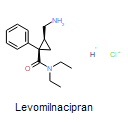 NH2
H Cl-
O N
Levomilnacipran